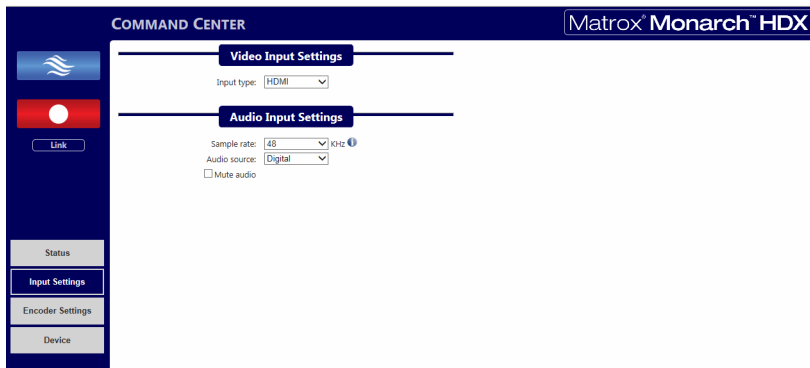 COMMAND CENTER
Matrox® Monarch™ HDX
Video Input Settings
Input type: HDMI
Audio Input Settings
Link
Sample rate: 48 KHz
Audio source: Digital
Mute audio
Status
Input Settings
Encoder Settings
Device